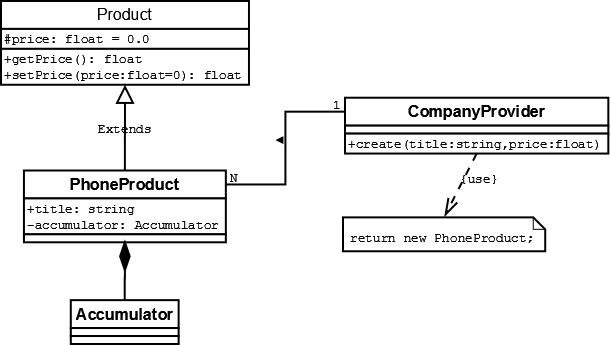 Product
#price: float = 0.0
+getPrice(): float
+setPrice(price:float=0): float
Extends
PhoneProduct
+title: string
-accumulator: Accumulator
Accumulator
N
1
CompanyProvider
+create(title:string,price:float)
{use}
return new PhoneProduct;